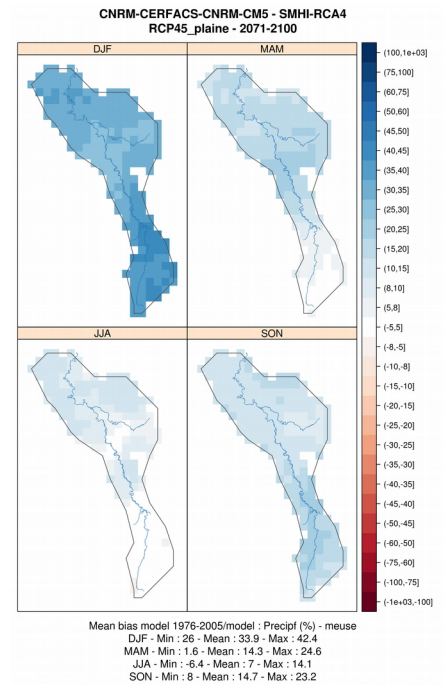 CNRM-CERFACS-CNRM-CM5 - SMHI-RCA4
RCP45_plaine - 2071-2100
DJF
MAM
JJA
SON
(100,1e+03]
(75,100]
(60,75]
(50,60]
(45,50]
(40,45]
(35,40]
(30,35]
(25,30]
(20,25]
(15,20]
(10,15]
(8,10]
(5,8]
(-5,5]
(-8,-5]
(-10,-8]
(-15,-10]
(-20,-15]
(-25,-20]
(-30,-25]
(-35,-30]
(-40,-35]
(-45,-40]
(-50,-45]
(-60,-50]
(-75,-60]
(-100,-75]
(-1e+03,-100]
Mean bias model 1976-2005/model : Precipf (%) - meuse
DJF - Min : 26 - Mean : 33.9 - Max : 42.4
MAM - Min : 1.6 - Mean : 14.3 - Max : 24.6
JJA - Min : -6.4 - Mean : 7 - Max : 14.1
SON - Min : 8 - Mean : 14.7 - Max : 23.2